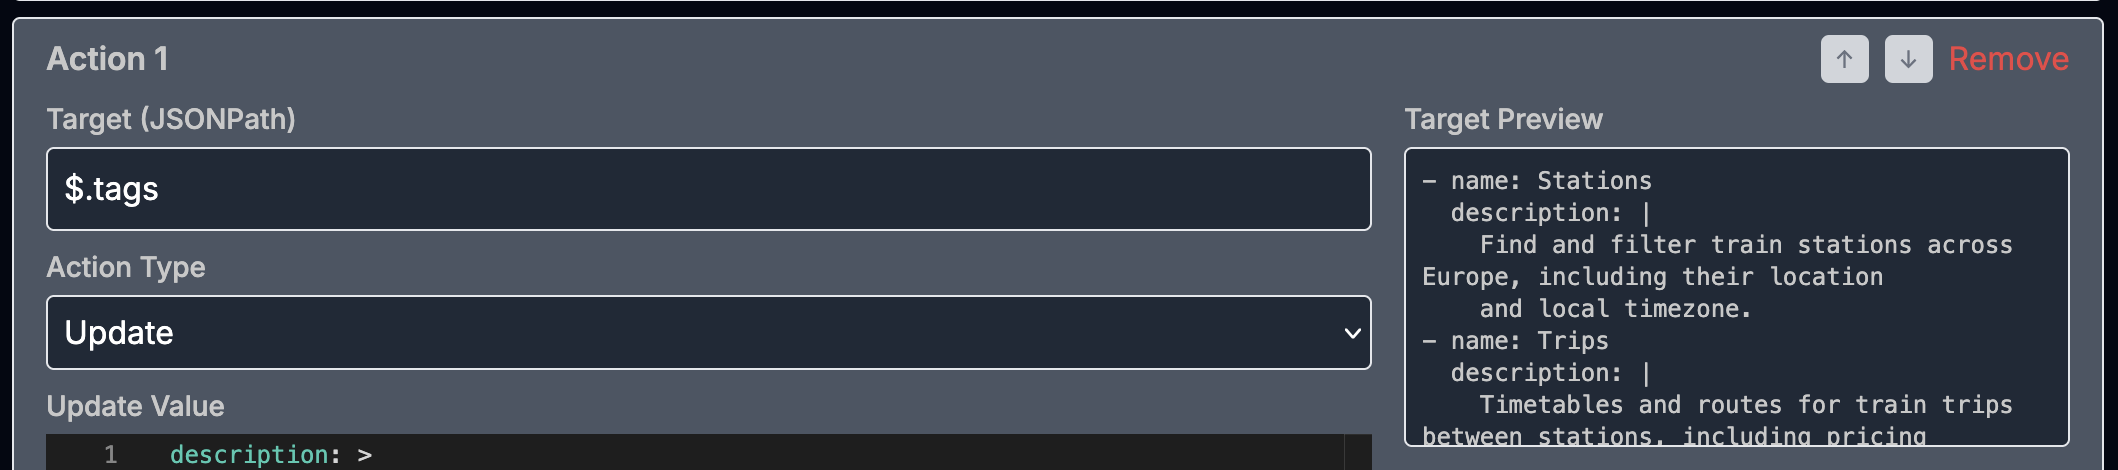 Action 1
↑ ↓ Remove
Target (JSONPath)
$.tags
Action Type
Update
Update Value
1 description: >
Target Preview
- name: Stations
  description: |
    Find and filter train stations across
Europe, including their location
    and local timezone.
- name: Trips
  description: |
    Timetables and routes for train trips
between stations, including pricing